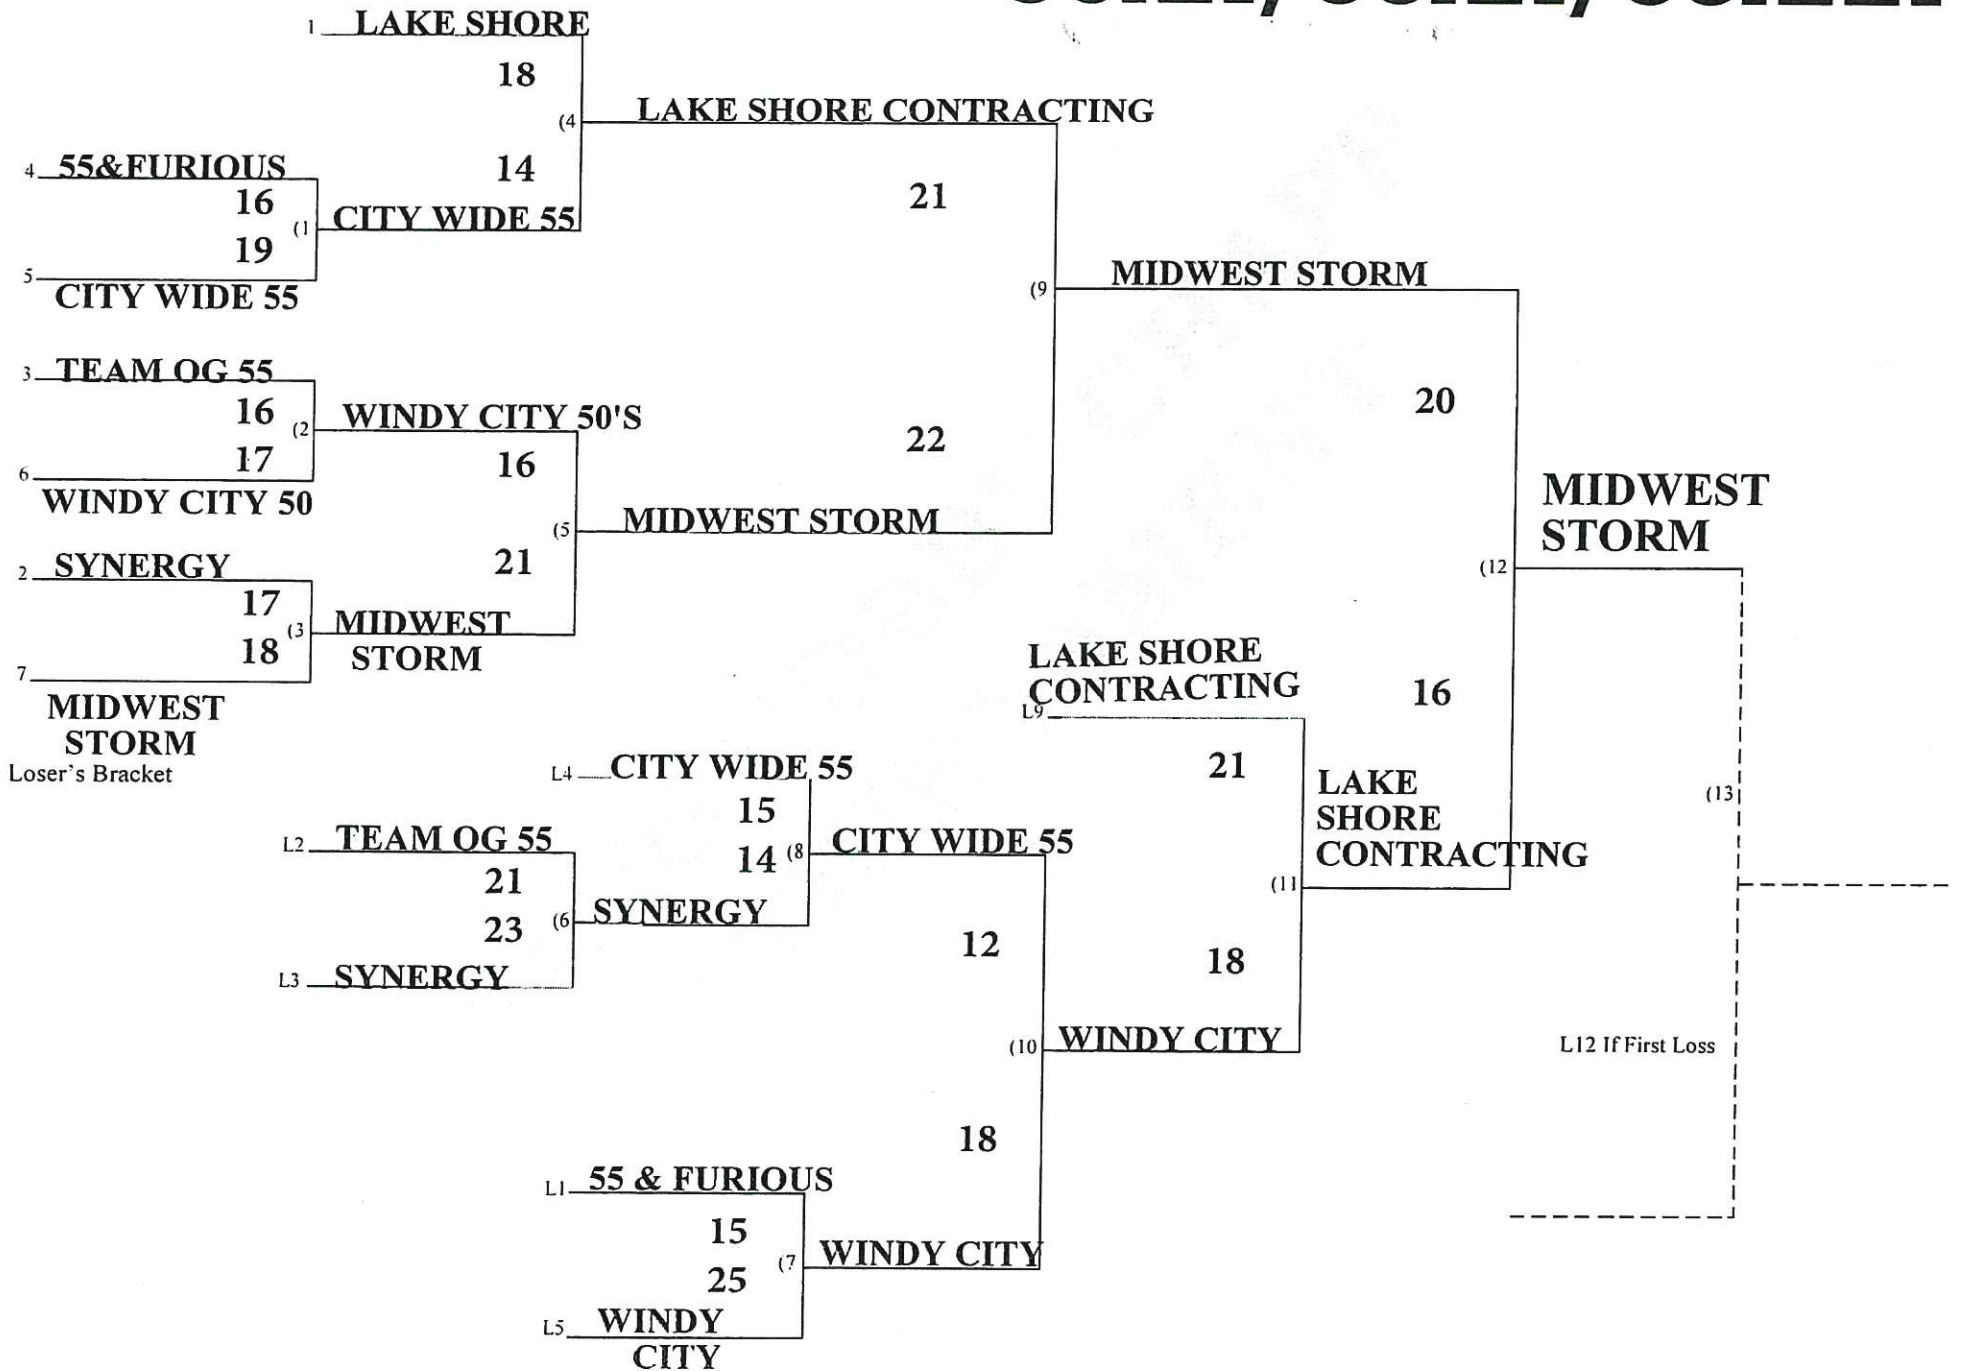 1 LAKE SHORE
18
(4 LAKE SHORE CONTRACTING
14
4 55&FURIOUS
16
(1 CITY WIDE 55
19
5
CITY WIDE 55
21
(9 MIDWEST STORM
22
3 TEAM OG 55
16
(2 WINDY CITY 50'S
17
6
WINDY CITY 50
16
(5 MIDWEST STORM
21
2 SYNERGY
17
(3 MIDWEST
STORM
18
7
MIDWEST
STORM
20
MIDWEST
STORM
(12
16
Loser's Bracket
LAKE SHORE
CONTRACTING
L9
21
LAKE
SHORE
CONTRACTING
(11
18
(13
L4 CITY WIDE 55
15
14 (8 CITY WIDE 55
L2 TEAM OG 55
21
23
(6 SYNERGY
L3 SYNERGY
12
(10 WINDY CITY
18
L12 If First Loss
L1 55 & FURIOUS
15
25
(7 WINDY CITY
L5 WINDY
CITY